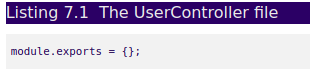 Listing 7.1  The UserController file
module.exports = {};